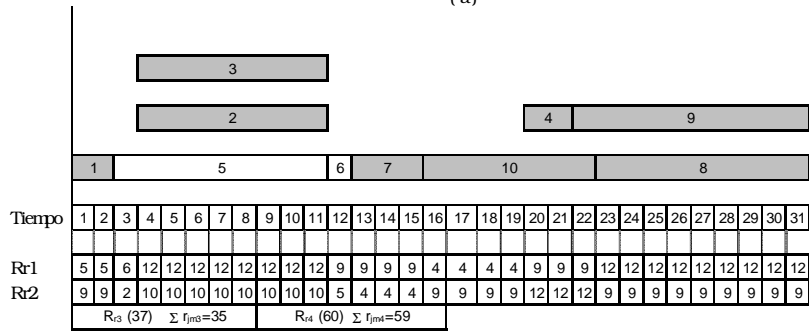 (a)
3
2 4 9
1 5 6 7 10 8
Tiempo 1 2 3 4 5 6 7 8 9 10 11 12 13 14 15 16 17 18 19 20 21 22 23 24 25 26 27 28 29 30 31
Rr1 5 5 6 12 12 12 12 12 12 12 12 9 9 9 9 4 4 4 4 9 9 9 12 12 12 12 12 12 12 12 12
Rr2 9 9 2 10 10 10 10 10 10 10 10 5 4 4 4 9 9 9 9 12 12 12 9 9 9 9 9 9 9 9 9
Rr3 (37) Σ rjm3=35 Rr4 (60) Σ rjm4=59